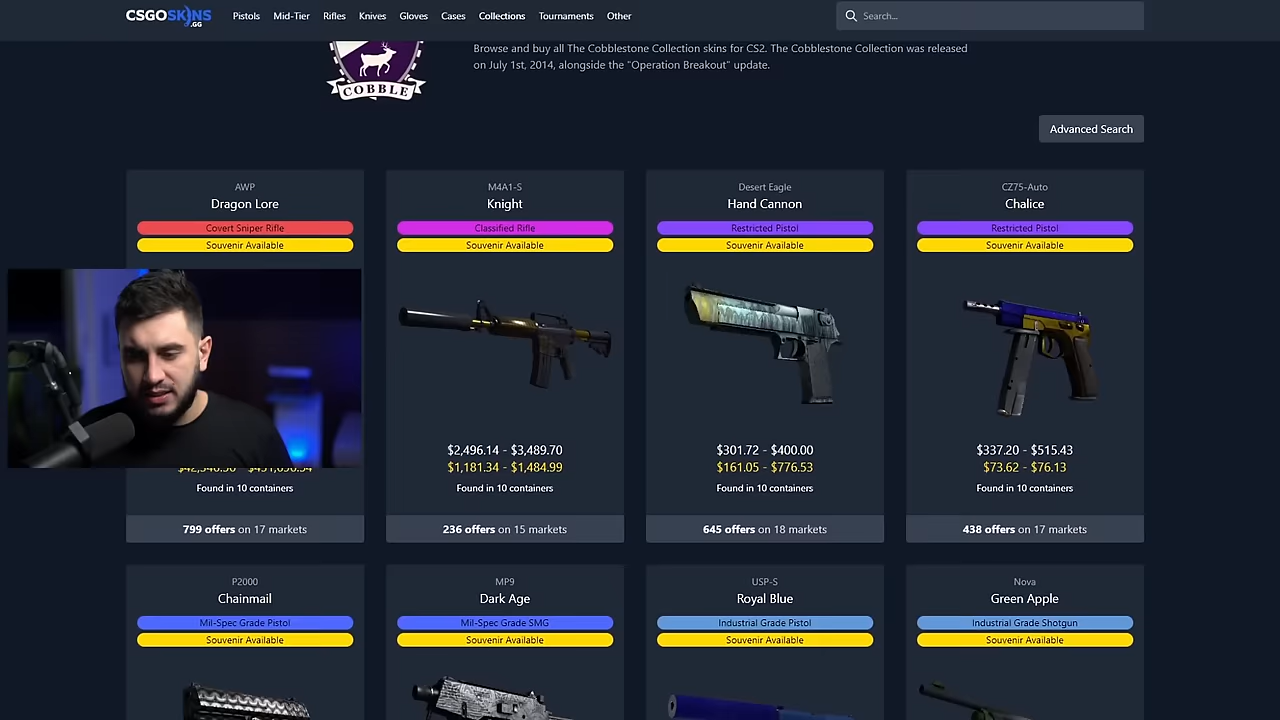 CSGOSKINS
.GG
Pistols Mid-Tier Rifles Knives Gloves Cases Collections Tournaments Other
Search...
Browse and buy all The Cobblestone Collection skins for CS2. The Cobblestone Collection was released
on July 1st, 2014, alongside the "Operation Breakout" update.
COBBLE
Advanced Search
AWP
Dragon Lore
Covert Sniper Rifle
Souvenir Available
Found in 10 containers
799 offers on 17 markets
M4A1-S
Knight
Classified Rifle
Souvenir Available
$2,496.14 - $3,489.70
$1,181.34 - $1,484.99
Found in 10 containers
236 offers on 15 markets
Desert Eagle
Hand Cannon
Restricted Pistol
Souvenir Available
$301.72 - $400.00
$161.05 - $776.53
Found in 10 containers
645 offers on 18 markets
CZ75-Auto
Chalice
Restricted Pistol
Souvenir Available
$337.20 - $515.43
$73.62 - $76.13
Found in 10 containers
438 offers on 17 markets
P2000
Chainmail
Mil-Spec Grade Pistol
Souvenir Available
MP9
Dark Age
Mil-Spec Grade SMG
Souvenir Available
USP-S
Royal Blue
Industrial Grade Pistol
Souvenir Available
Nova
Green Apple
Industrial Grade Shotgun
Souvenir Available